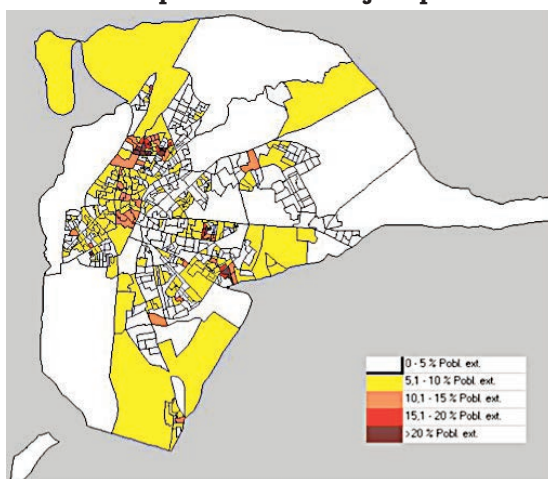 0 - 5 % Pobl. ext.
5,1 - 10 % Pobl. ext.
10,1 - 15 % Pobl. ext.
15,1 - 20 % Pobl. ext.
>20 % Pobl. ext.